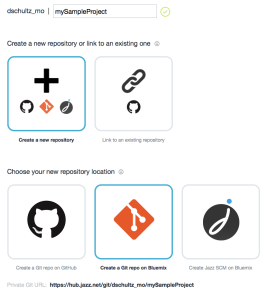 dschultz_mo | mySampleProject
Create a new repository or link to an existing one
Create a new repository
Link to an existing repository
Choose your new repository location
Create a Git repo on GitHub
Create a Git repo on Bluemix
Create Jazz SCM on Bluemix
Private Git URL: https://hub.jazz.net/git/dschultz_mo/mySampleProject